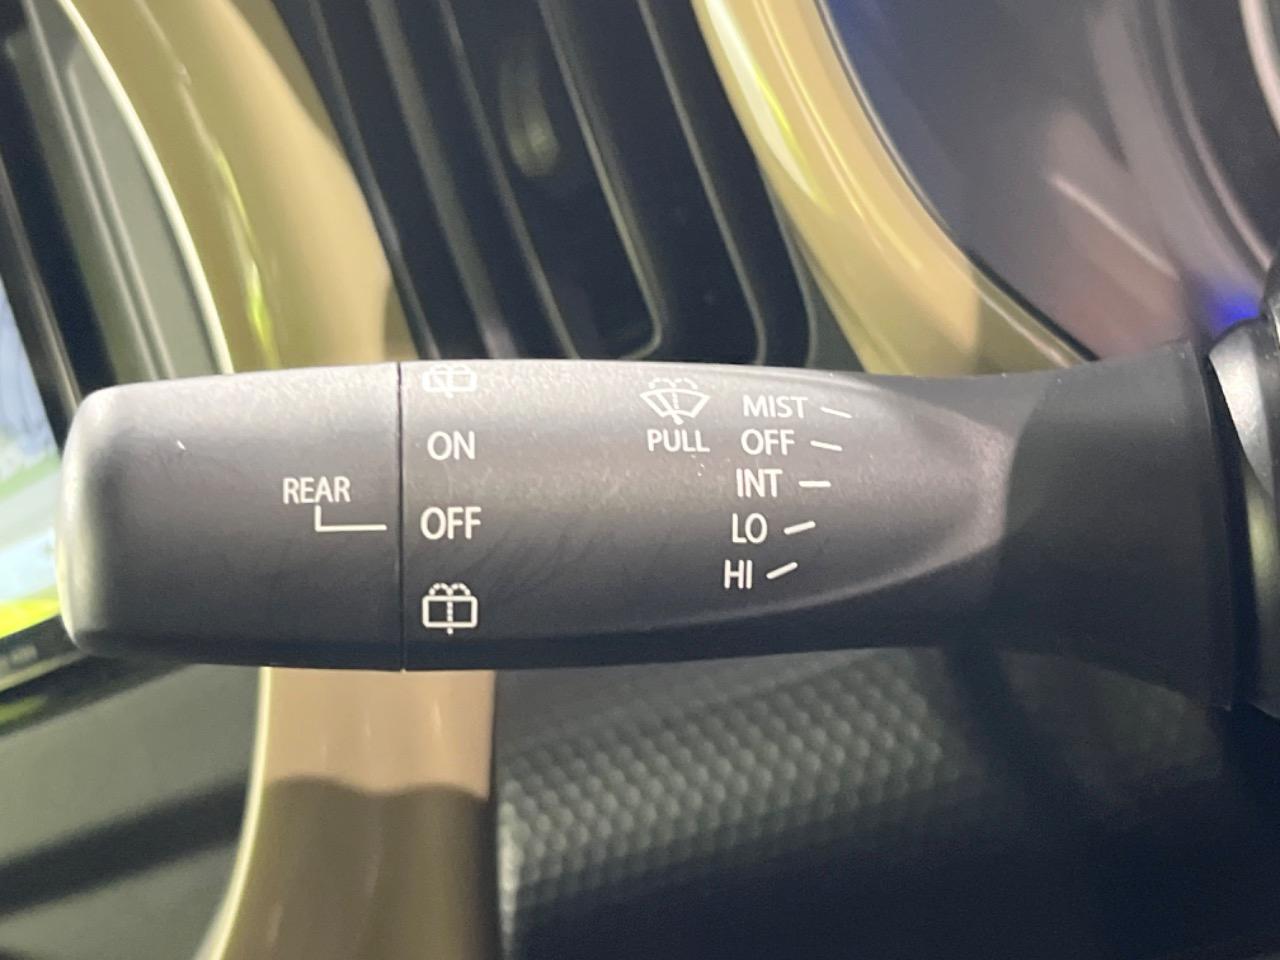 ON
REAR
OFF
PULL
MIST
OFF
INT
LO
HI